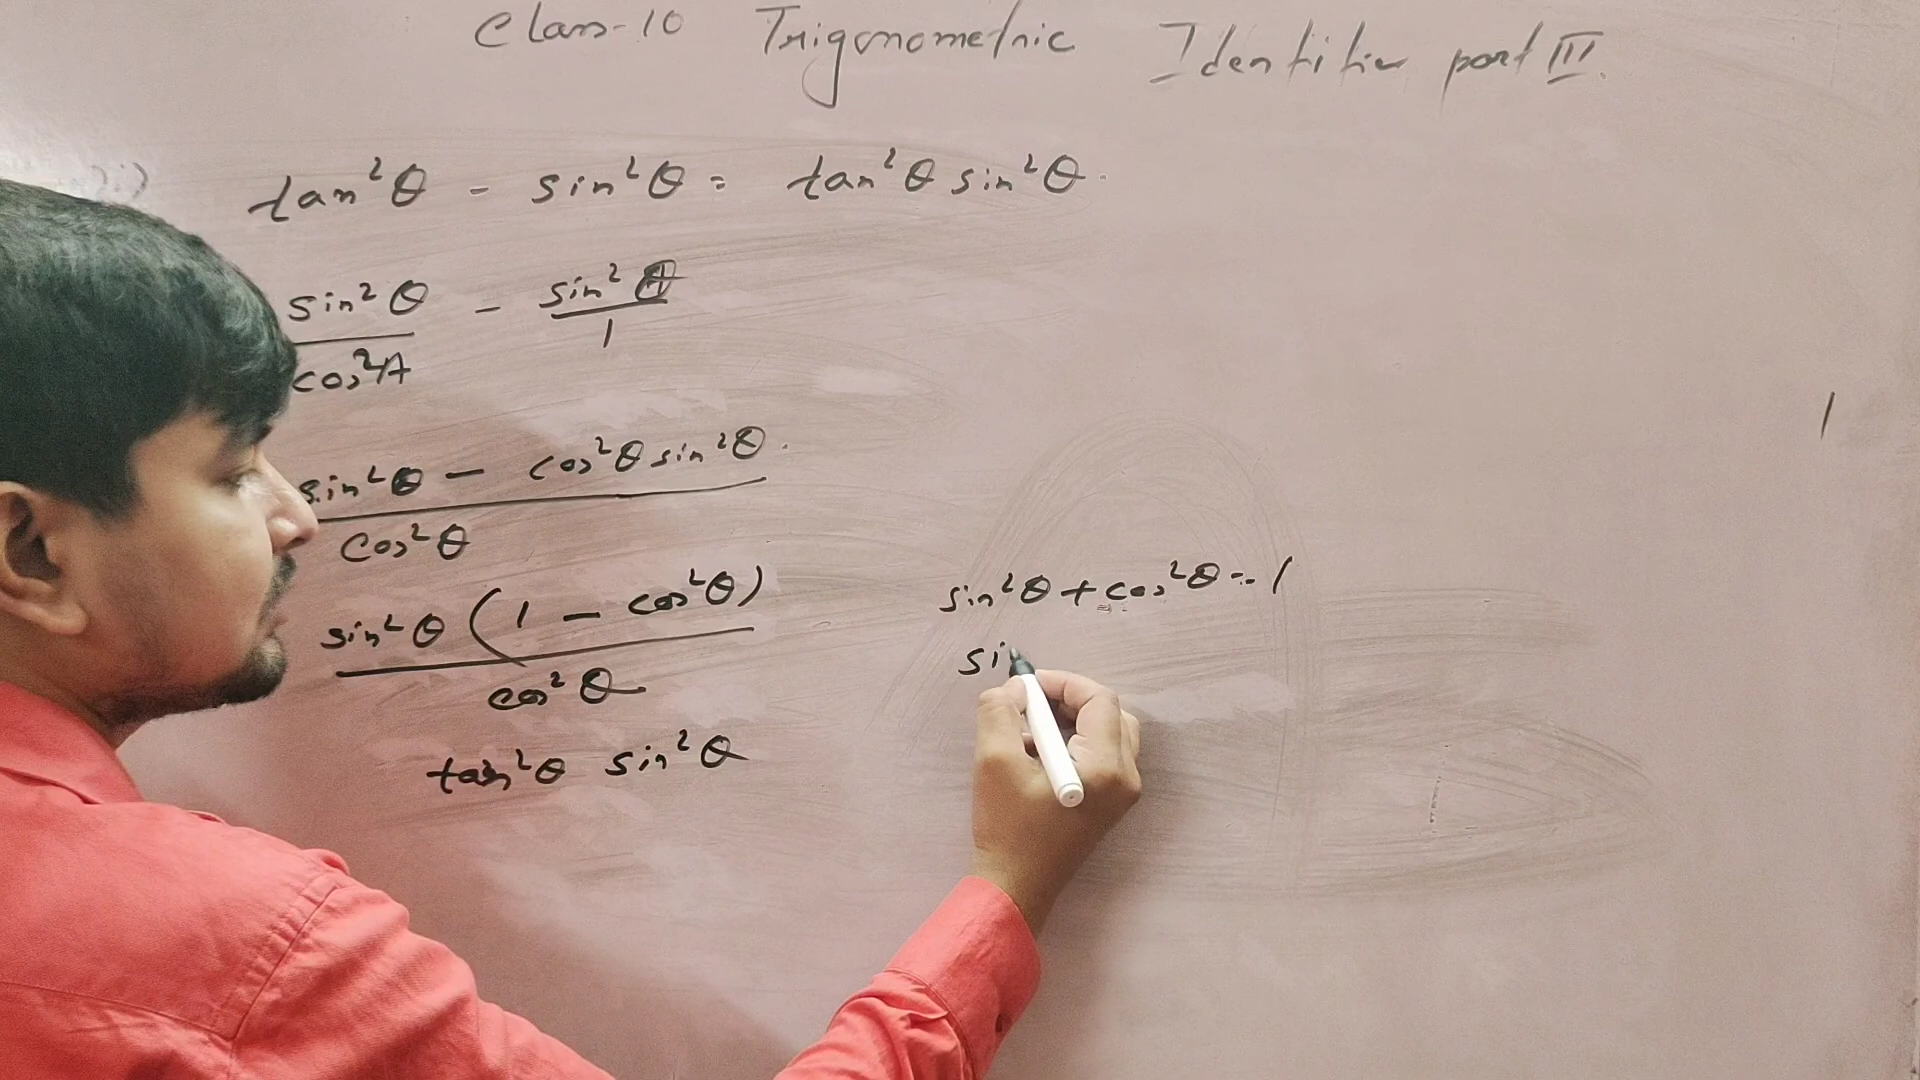 Class-10 Trigonometric Identities part III.
i)
tan²θ - sin²θ = tan²θ sin²θ.
sin²θ / cos²A - sin²θ / 1
sin²θ - cos²θ sin²θ.
cos²θ
sin²θ (1 - cos²θ)
cos²θ
tan²θ sin²θ
sin²θ + cos²θ = 1
si
1